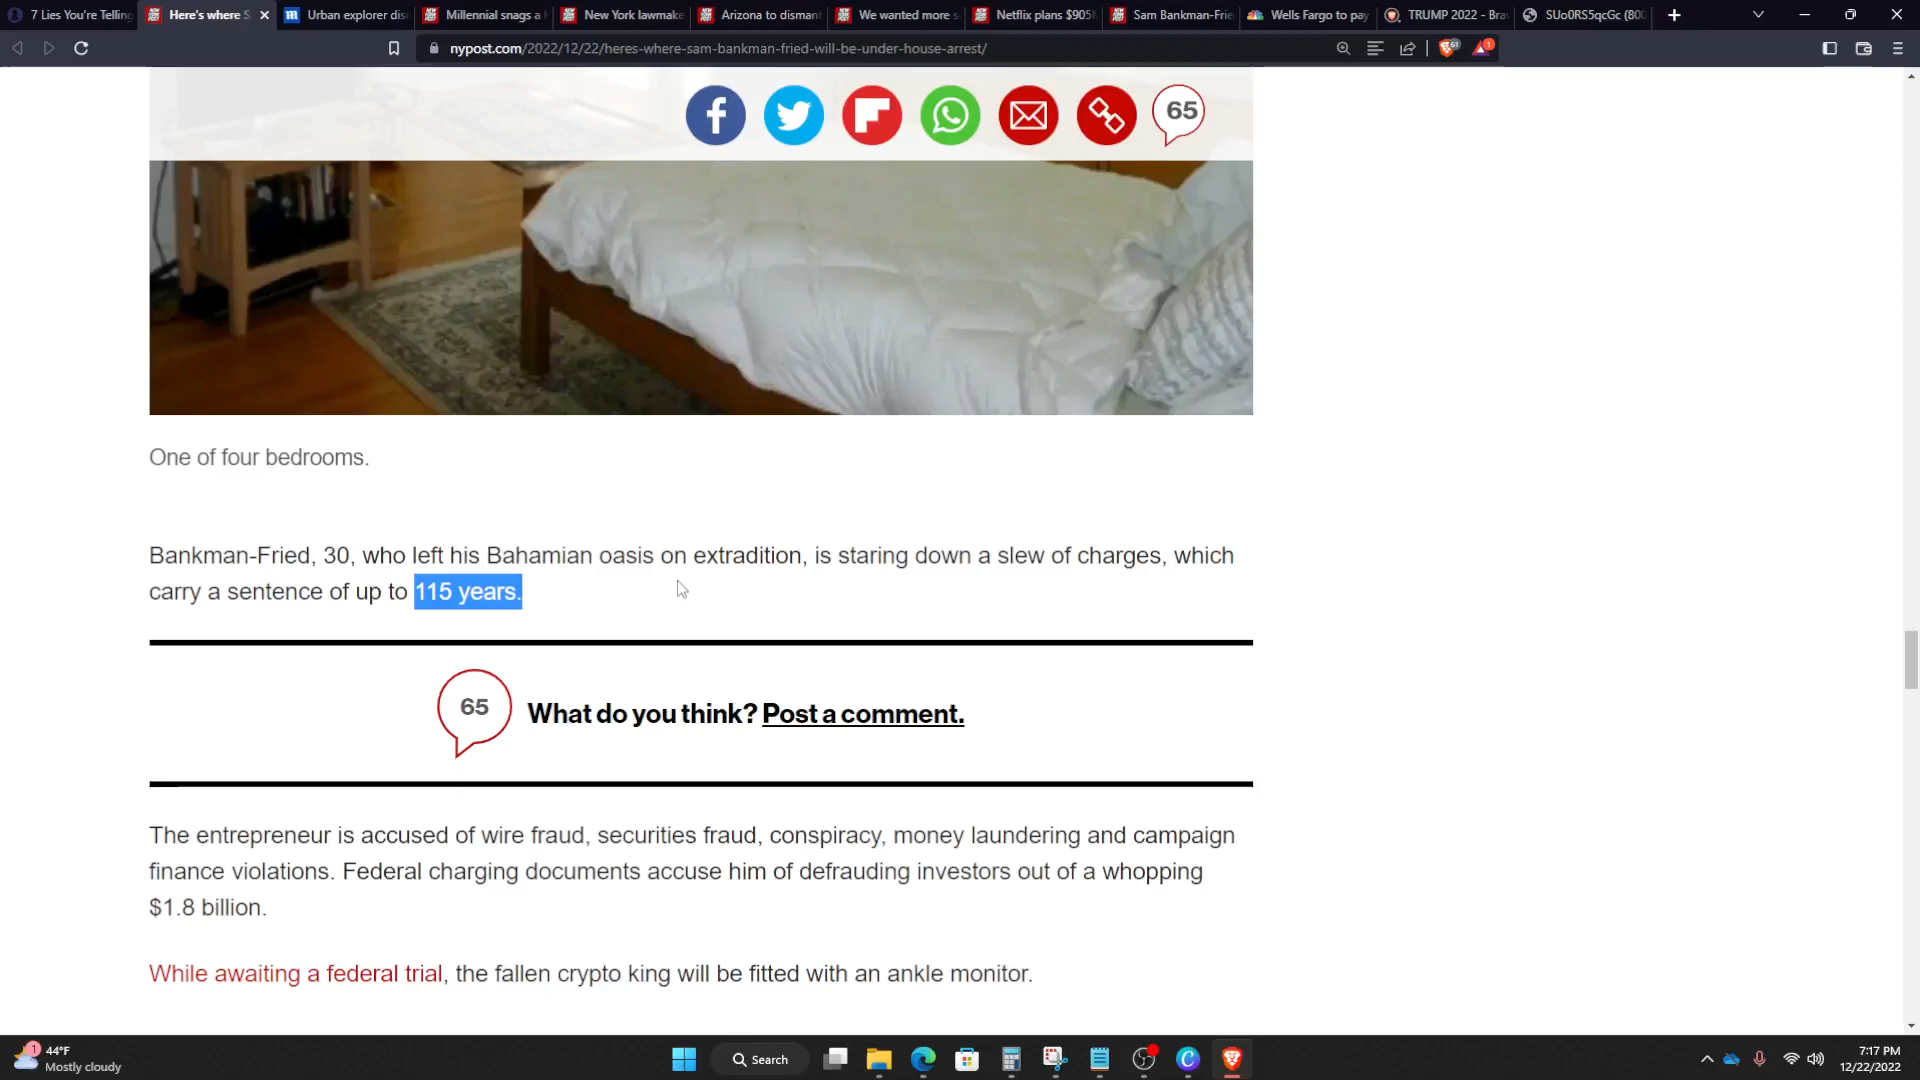 7 Lies You're Telling
Here's where S
Urban explorer dis
Millennial snags a
New York lawmake
Arizona to dismant
We wanted more s
Netflix plans $905
Sam Bankman-Frie
Wells Fargo to pay
TRUMP 2022 - Bra
SUo0RS5qcGc (80
nypost.com/2022/12/22/heres-where-sam-bankman-fried-will-be-under-house-arrest/
61
1
65
One of four bedrooms.
Bankman-Fried, 30, who left his Bahamian oasis on extradition, is staring down a slew of charges, which
carry a sentence of up to 115 years.
65
What do you think? Post a comment.
The entrepreneur is accused of wire fraud, securities fraud, conspiracy, money laundering and campaign
finance violations. Federal charging documents accuse him of defrauding investors out of a whopping
$1.8 billion.
While awaiting a federal trial, the fallen crypto king will be fitted with an ankle monitor.
1
44°F
Mostly cloudy
Search
7:17 PM
12/22/2022